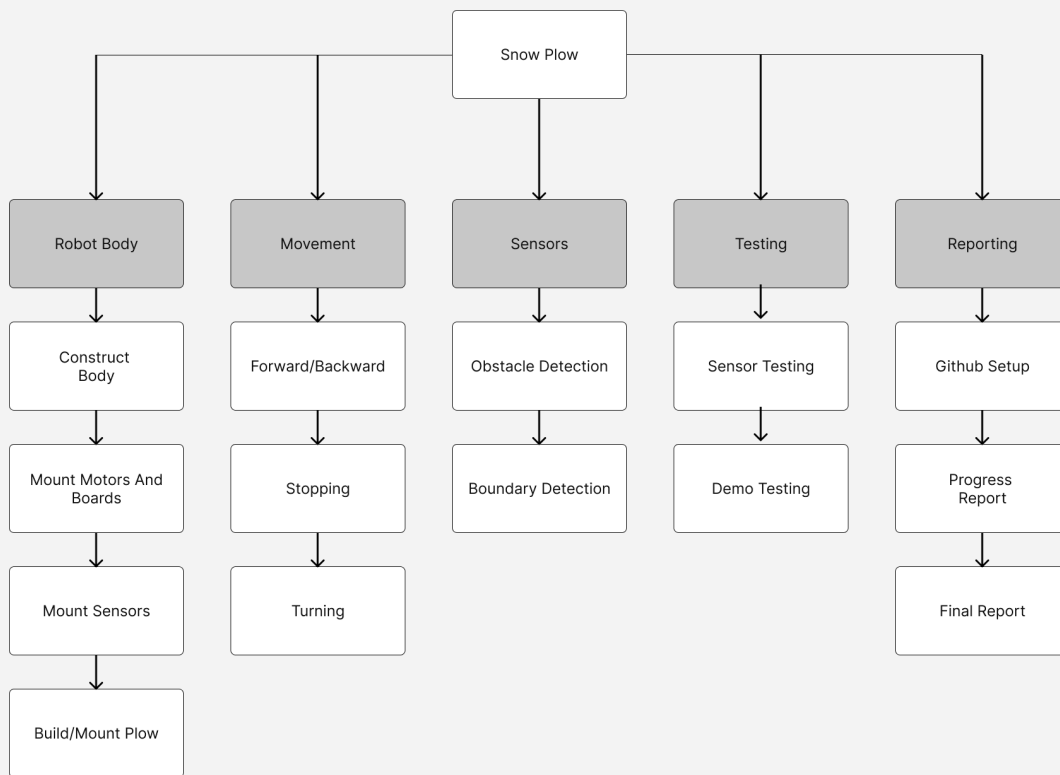 Snow Plow
Robot Body
Movement
Sensors
Testing
Reporting
Construct
Body
Forward/Backward
Obstacle Detection
Sensor Testing
Github Setup
Mount Motors And
Boards
Stopping
Boundary Detection
Demo Testing
Progress
Report
Mount Sensors
Turning
Final Report
Build/Mount Plow